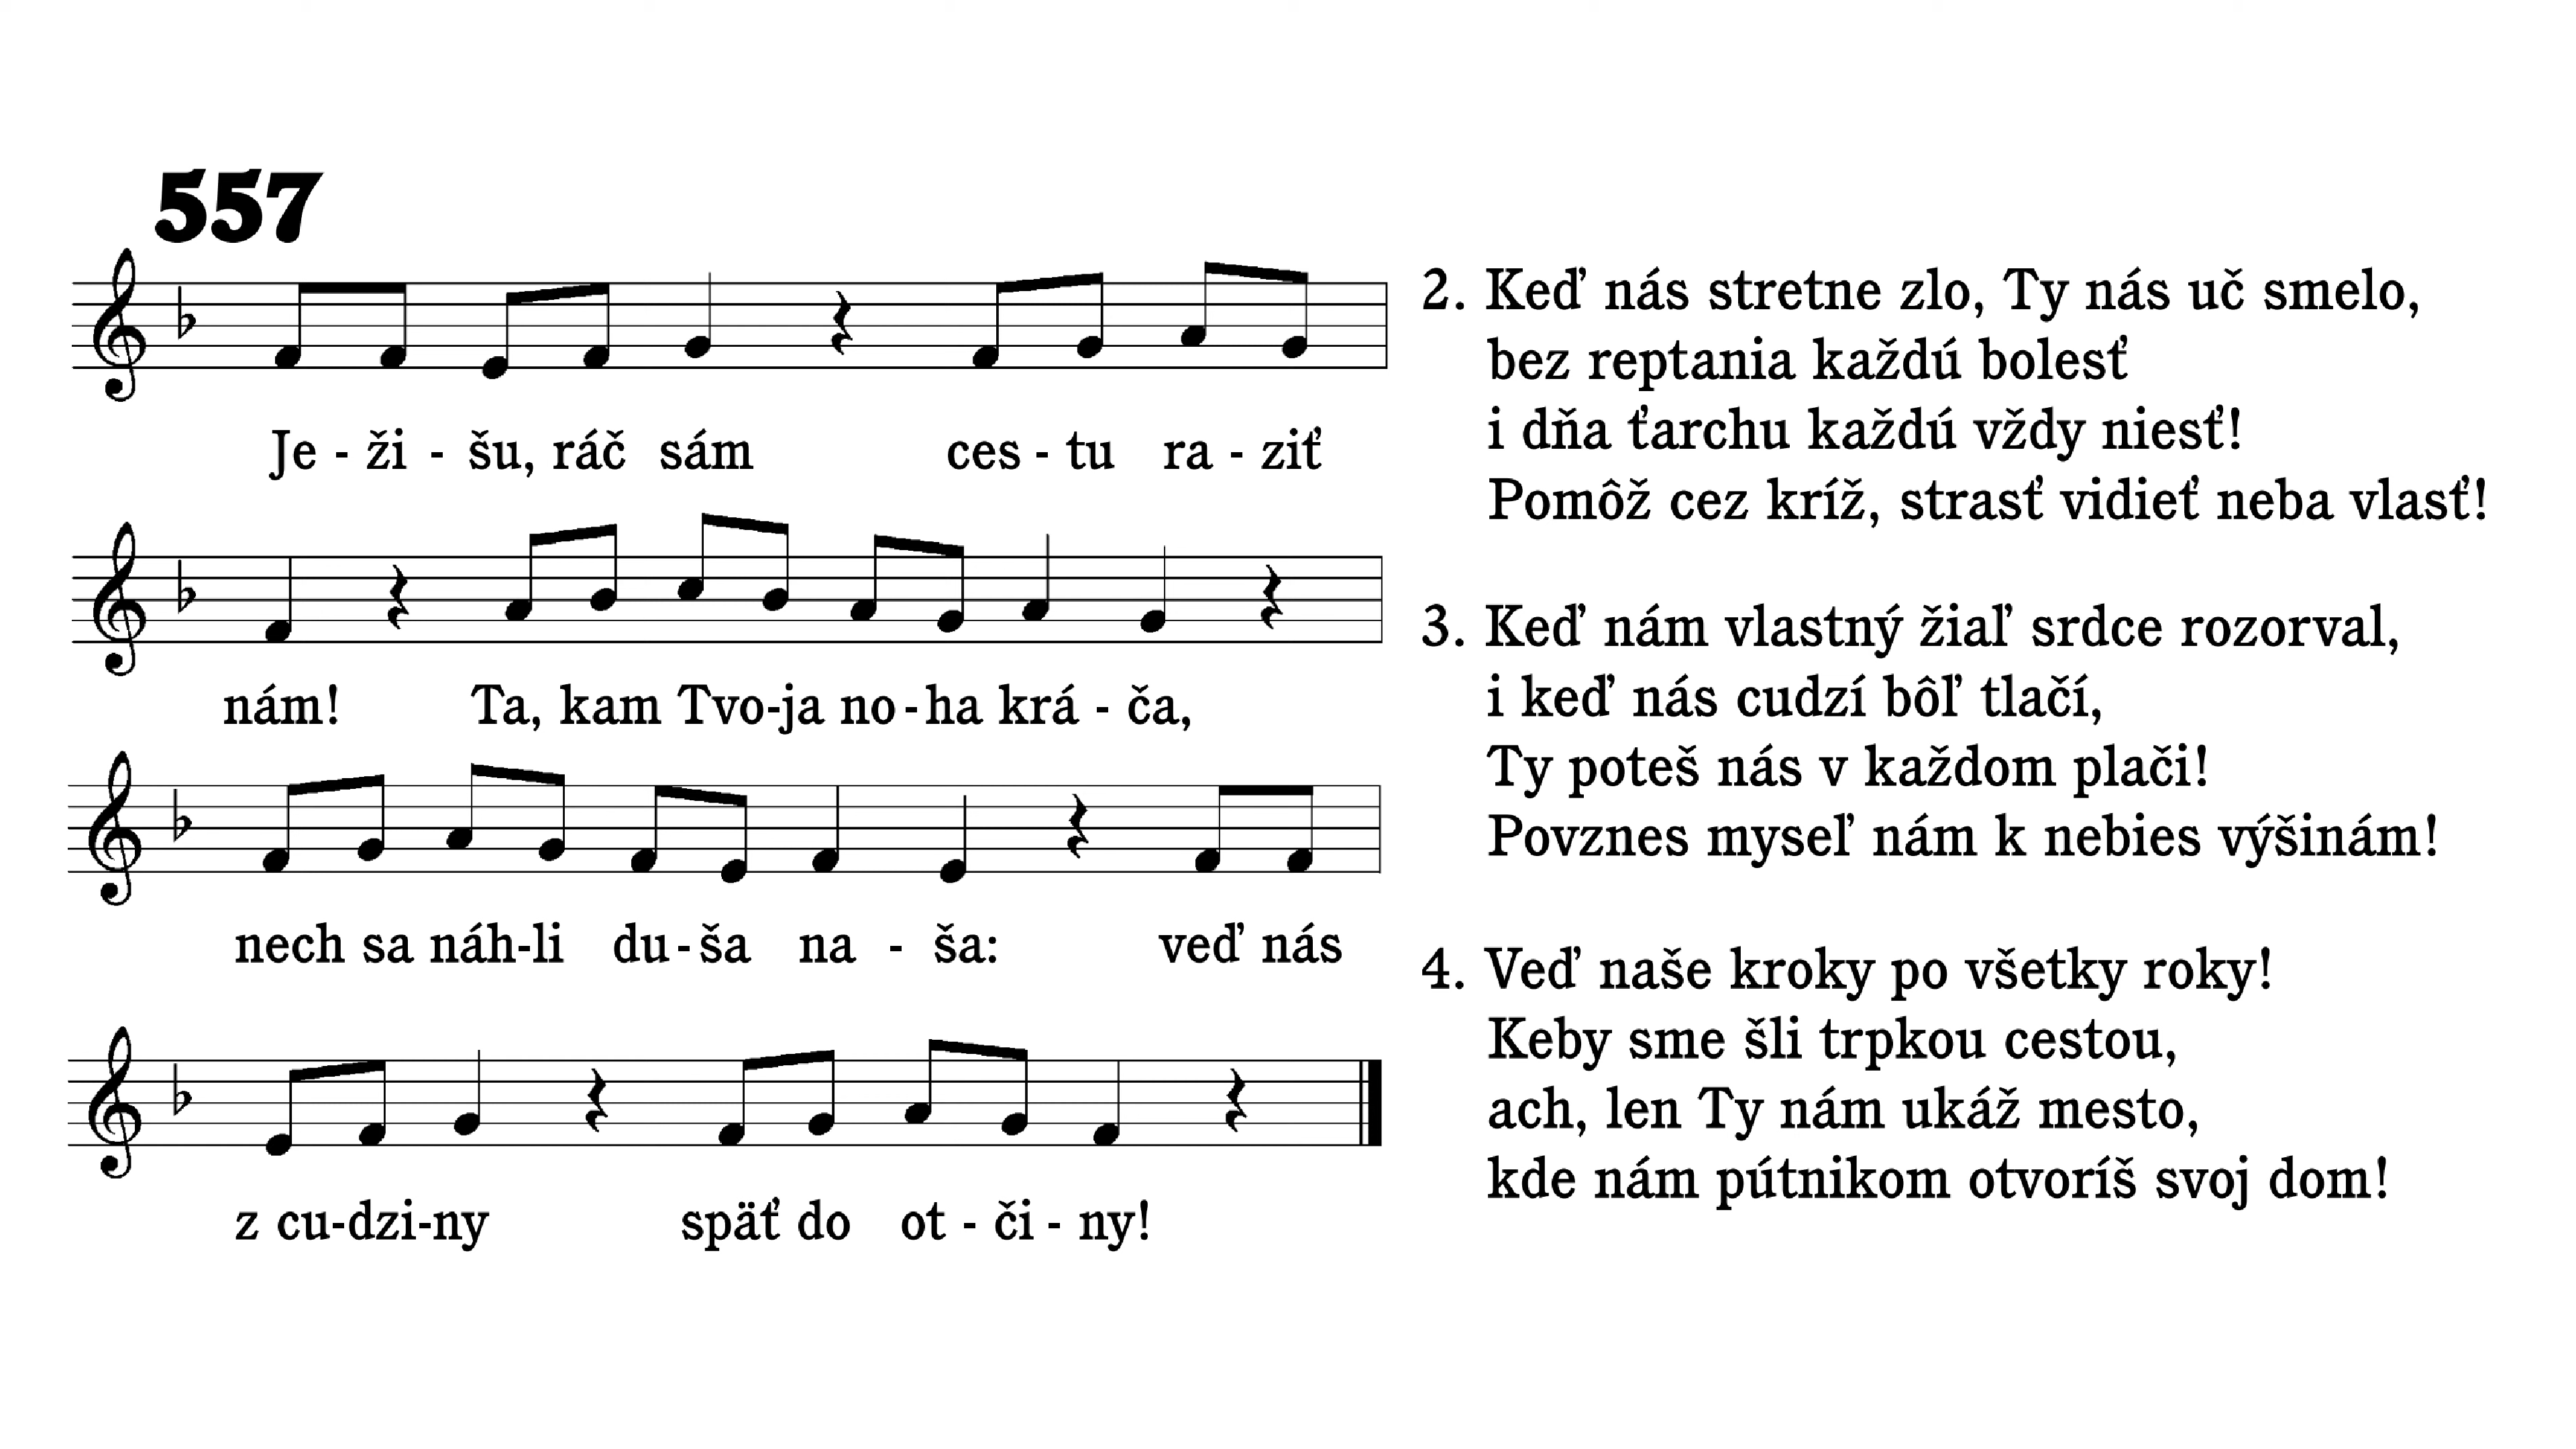 557
Je - ži - šu, ráč sám ces - tu ra - ziť
nám! Ta, kam Tvo-ja no-ha krá - ča,
nech sa náh-li du-ša na - ša: veď nás
z cu-dzi-ny späť do ot - či - ny!
2. Keď nás stretne zlo, Ty nás uč smelo,
bez reptania každú bolesť
i dňa ťarchu každú vždy niesť!
Pomôž cez kríž, strasť vidieť neba vlasť!
3. Keď nám vlastný žiaľ srdce rozorval,
i keď nás cudzí bôľ tlačí,
Ty poteš nás v každom plači!
Povznes myseľ nám k nebies výšinám!
4. Veď naše kroky po všetky roky!
Keby sme šli trpkou cestou,
ach, len Ty nám ukáž mesto,
kde nám pútnikom otvoríš svoj dom!